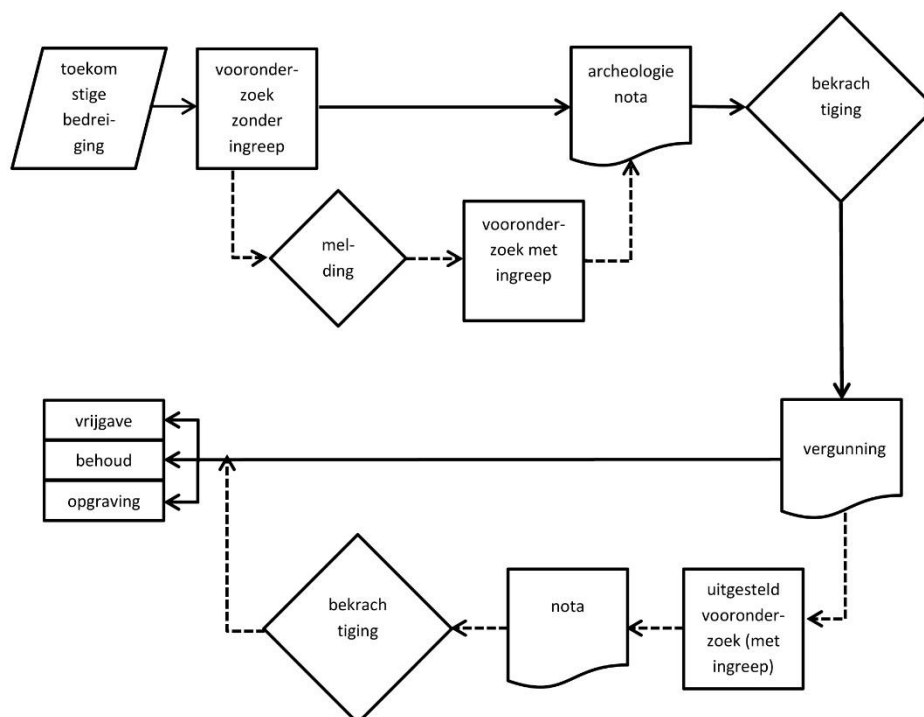 toekom
stige
bedrei-
ging
vooronder-
zoek
zonder
ingreep
archeologie
nota
bekrach
tiging
mel-
ding
vooronder-
zoek met
ingreep
vergunning
vrijgave
behoud
opgraving
uitgesteld
vooronder-
zoek (met
ingreep)
nota
bekrach
tiging